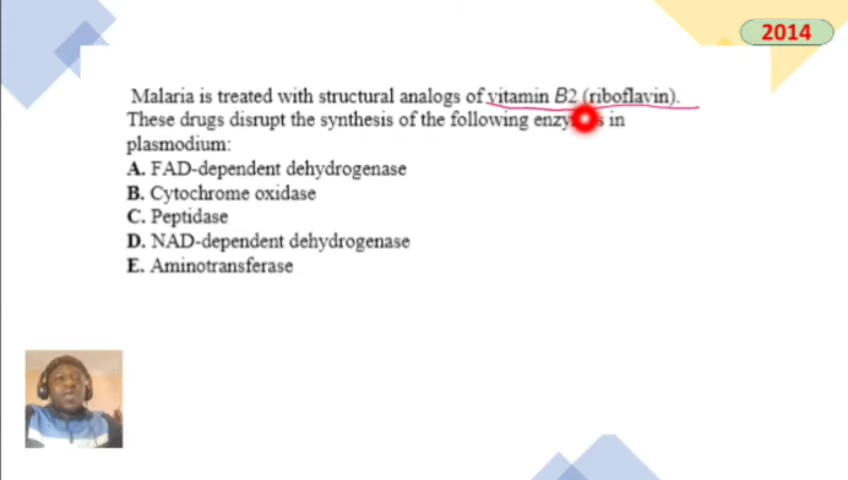 2014
Malaria is treated with structural analogs of vitamin B2 (riboflavin).
These drugs disrupt the synthesis of the following in
plasmodium:
A. FAD-dependent dehydrogenase
B. Cytochrome oxidase
C. Peptidase
D. NAD-dependent dehydrogenase
E. Aminotransferase